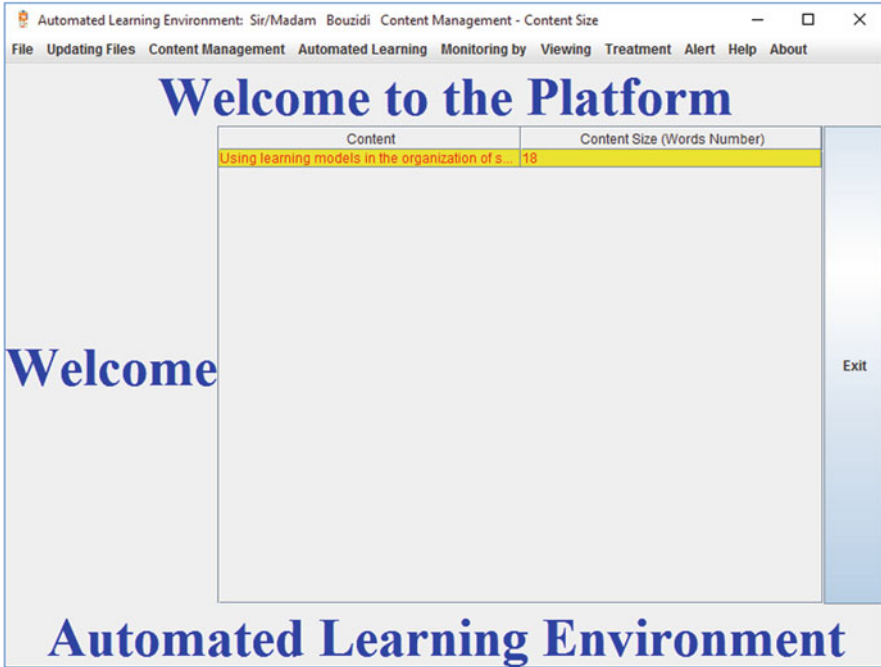 Automated Learning Environment: Sir/Madam Bouzidi Content Management - Content Size
File Updating Files Content Management Automated Learning Monitoring by Viewing Treatment Alert Help About
Welcome to the Platform
Content Content Size (Words Number)
Using learning models in the organization of s... 18
Welcome
Exit
Automated Learning Environment